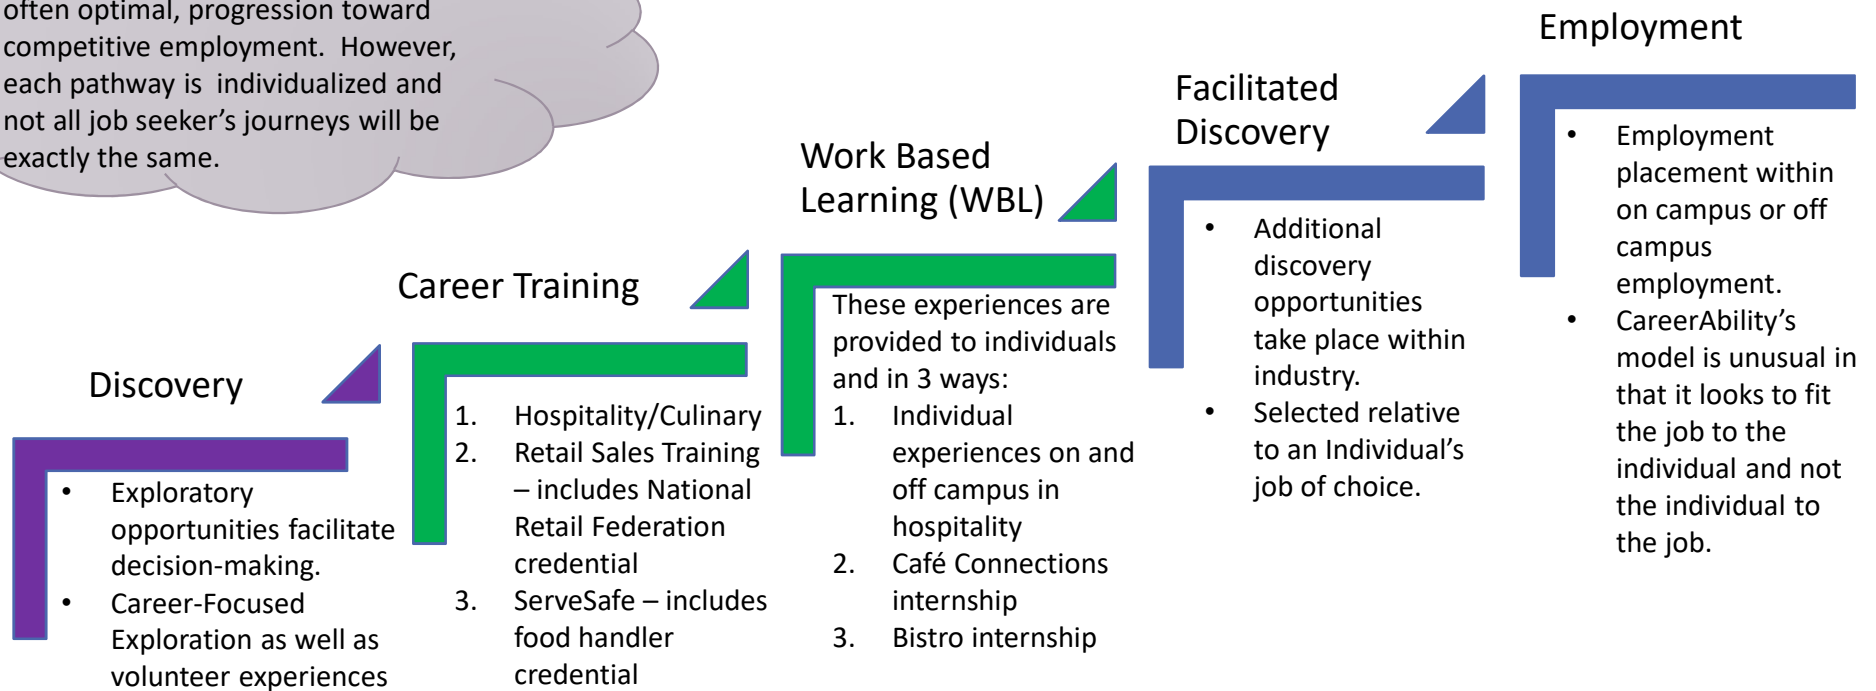 often optimal, progression toward
competitive employment. However,
each pathway is individualized and
not all job seeker's journeys will be
exactly the same.
Discovery
• Exploratory
opportunities facilitate
decision-making.
• Career-Focused
Exploration as well as
volunteer experiences
Career Training
1. Hospitality/Culinary
2. Retail Sales Training
– includes National
Retail Federation
credential
3. ServeSafe – includes
food handler
credential
Work Based
Learning (WBL)
These experiences are
provided to individuals
and in 3 ways:
1. Individual
experiences on and
off campus in
hospitality
2. Café Connections
internship
3. Bistro internship
Facilitated
Discovery
• Additional
discovery
opportunities
take place within
industry.
• Selected relative
to an Individual's
job of choice.
Employment
• Employment
placement within
on campus or off
campus
employment.
• CareerAbility's
model is unusual in
that it looks to fit
the job to the
individual and not
the individual to
the job.